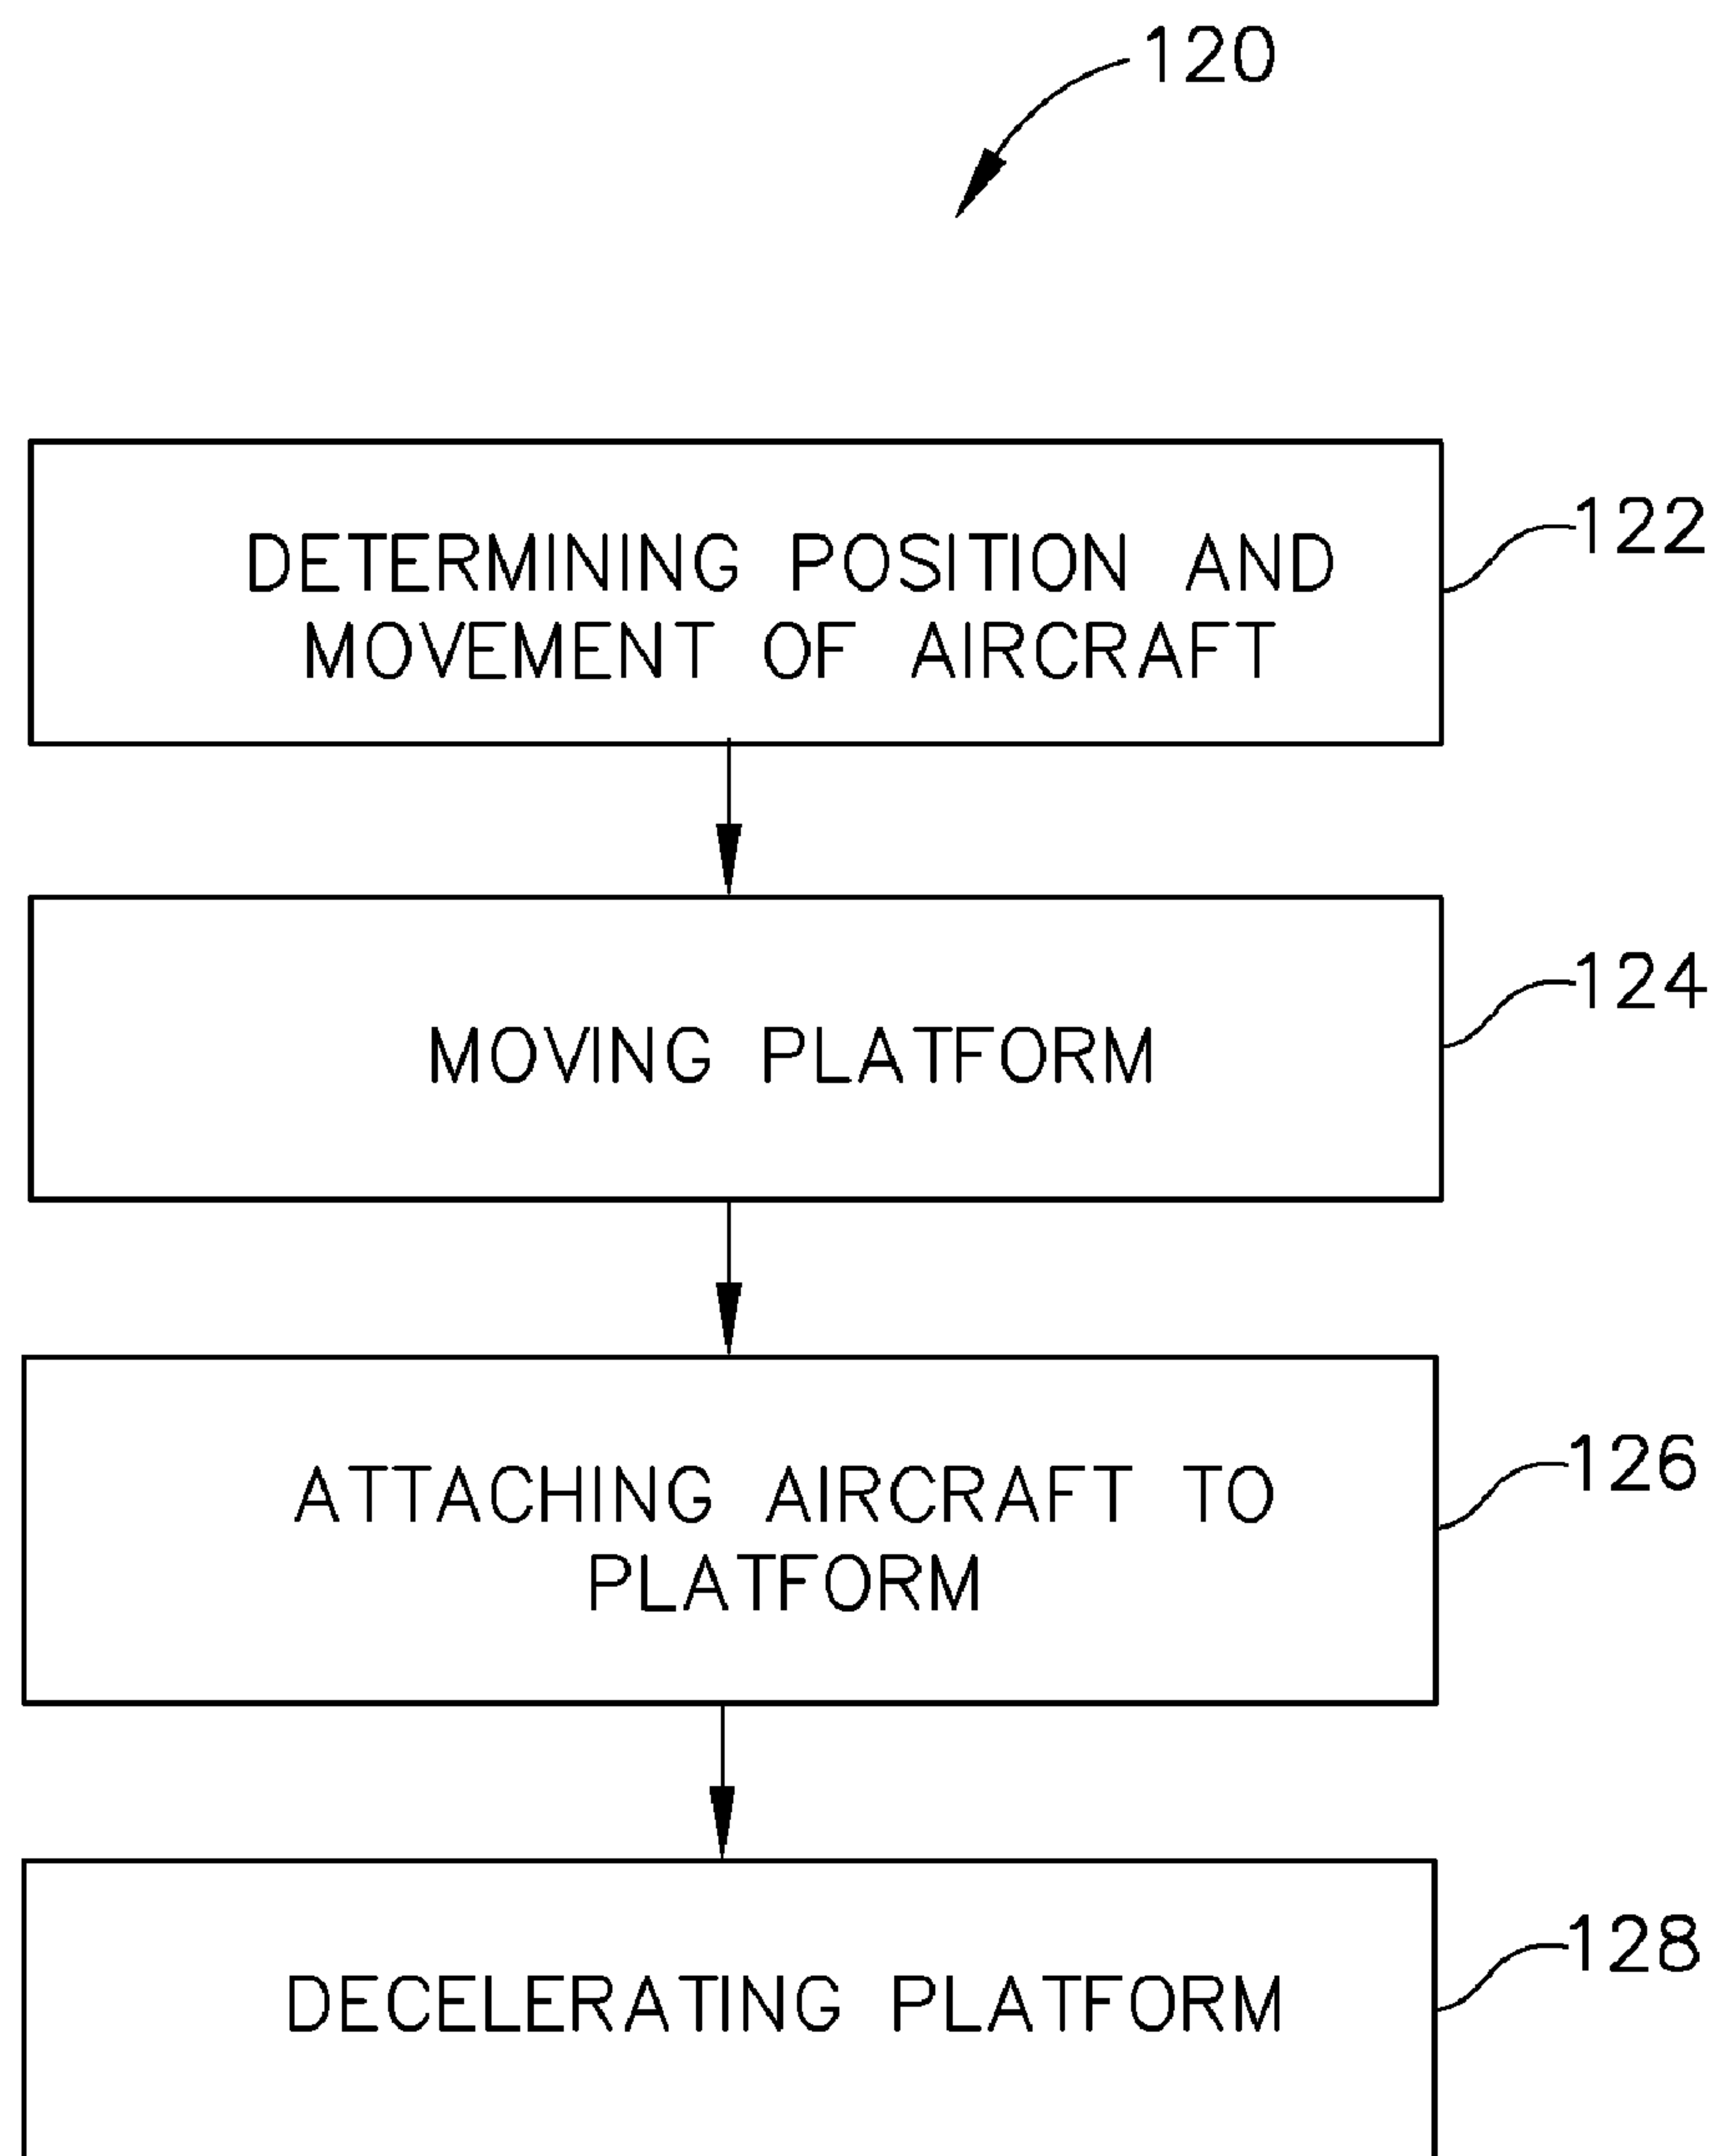 120
DETERMINING POSITION AND
MOVEMENT OF AIRCRAFT
122
MOVING PLATFORM
124
ATTACHING AIRCRAFT TO
PLATFORM
126
DECELERATING PLATFORM
128